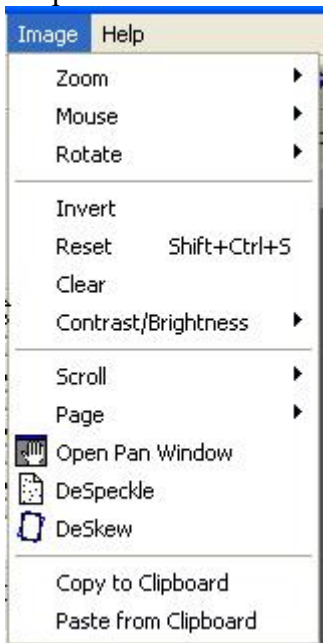 Image Help
Zoom
Mouse
Rotate
Invert
Reset Shift+Ctrl+S
Clear
Contrast/Brightness
Scroll
Page
Open Pan Window
DeSpeckle
DeSkew
Copy to Clipboard
Paste from Clipboard